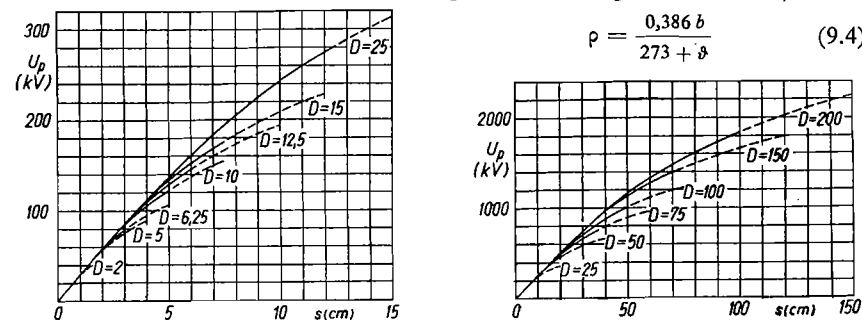 ρ = 0,386 b / 273 + ϑ (9.4)
300
U_p
(kV)
200
100
0
5
10
s(cm)
15
D=25
D=15
D=12,5
D=10
D=6,25
D=5
D=2
2000
U_p
(kV)
1000
0
50
100
s(cm)
150
D=200
D=150
D=100
D=75
D=50
D=25